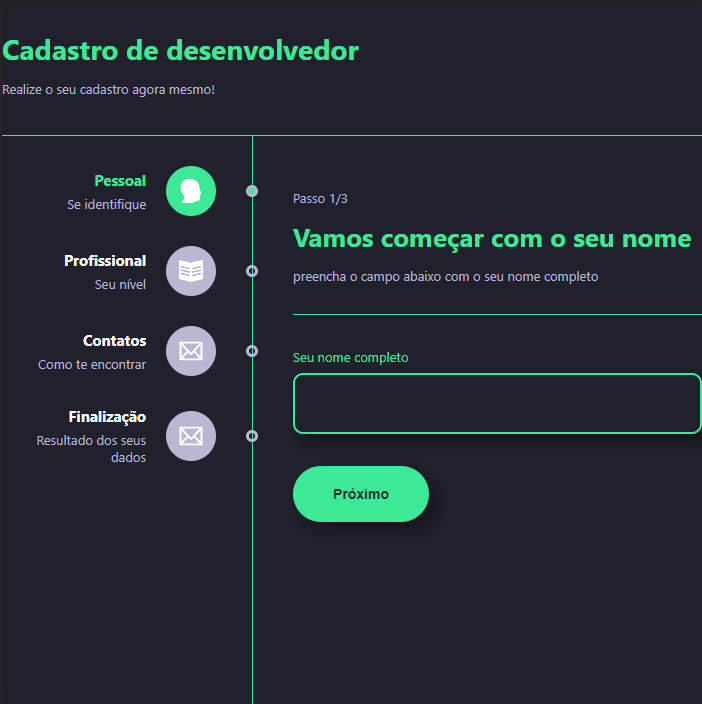 Cadastro de desenvolvedor
Realize o seu cadastro agora mesmo!
Pessoal
Se identifique
Profissional
Seu nível
Contatos
Como te encontrar
Finalização
Resultado dos seus
dados
Passo 1/3
Vamos começar com o seu nome
preencha o campo abaixo com o seu nome completo
Seu nome completo
Próximo